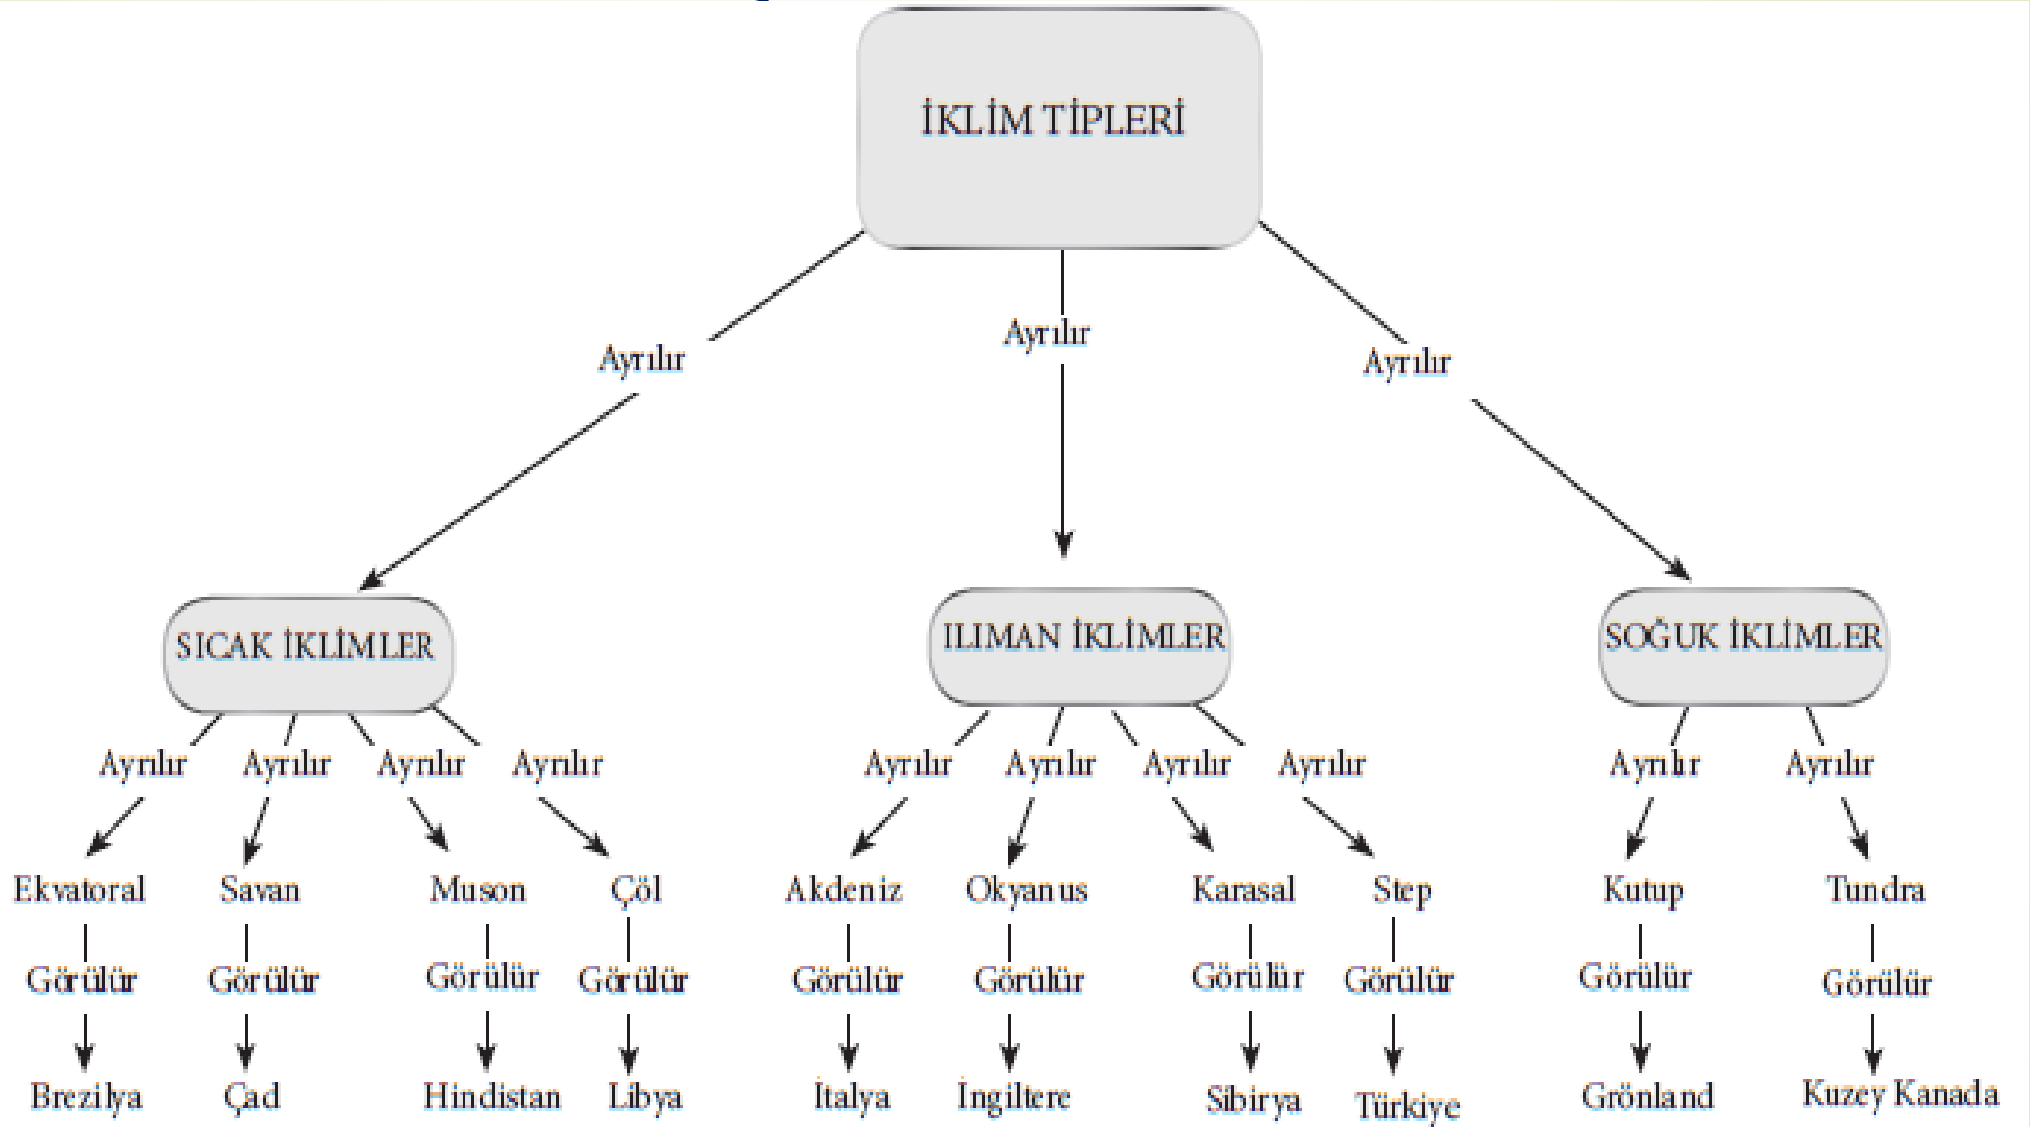 İKLİM TİPLERİ
Ayrılır Ayrılır Ayrılır
SICAK İKLİMLER ILIMAN İKLİMLER SOĞUK İKLİMLER
Ayrılır Ayrılır Ayrılır Ayrılır Ayrılır Ayrılır Ayrılır Ayrılır Ayrılır Ayrılır
Ekvatoral Savan Muson Çöl Akdeniz Okyanus Karasal Step Kutup Tundra
Görülür Görülür Görülür Görülür Görülür Görülür Görülür Görülür Görülür Görülür
Brezilya Çad Hindistan Libya İtalya İngiltere Sibirya Türkiye Grönland Kuzey Kanada